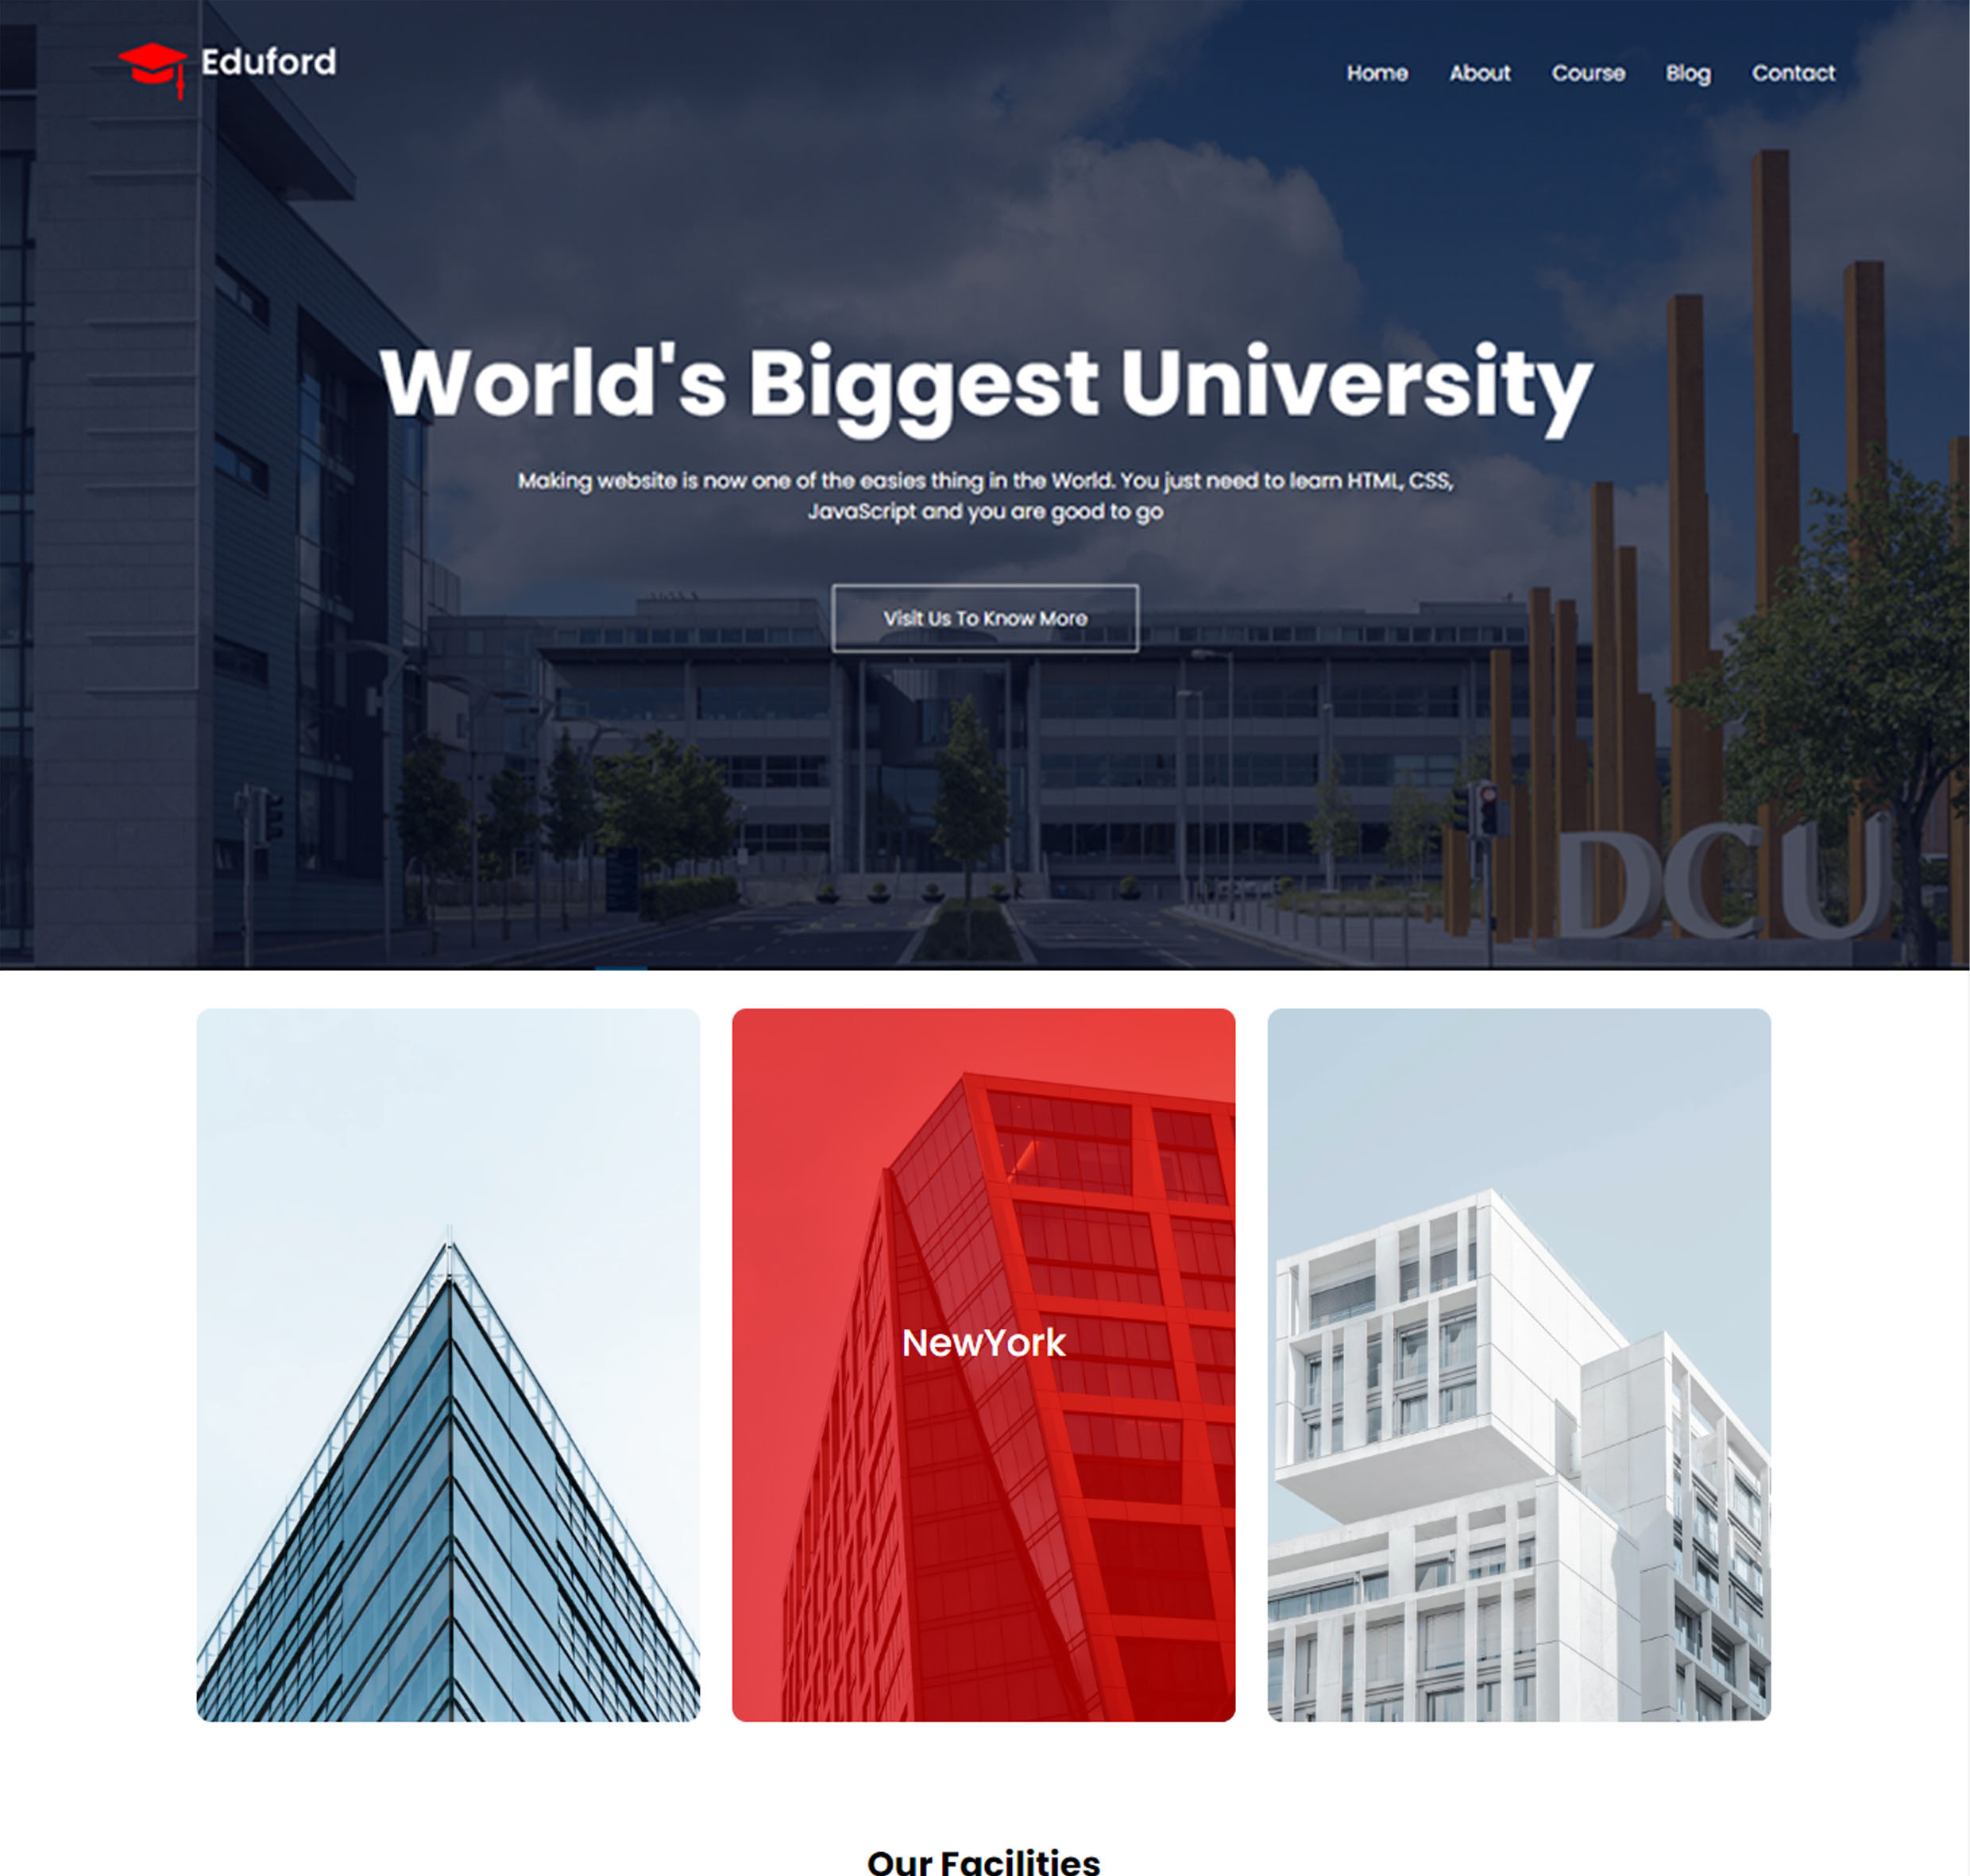 Eduford
Home About Course Blog Contact
World's Biggest University
Making website is now one of the easies thing in the World. You just need to learn HTML, CSS,
JavaScript and you are good to go
Visit Us To Know More
DCU
NewYork
Our Facilities